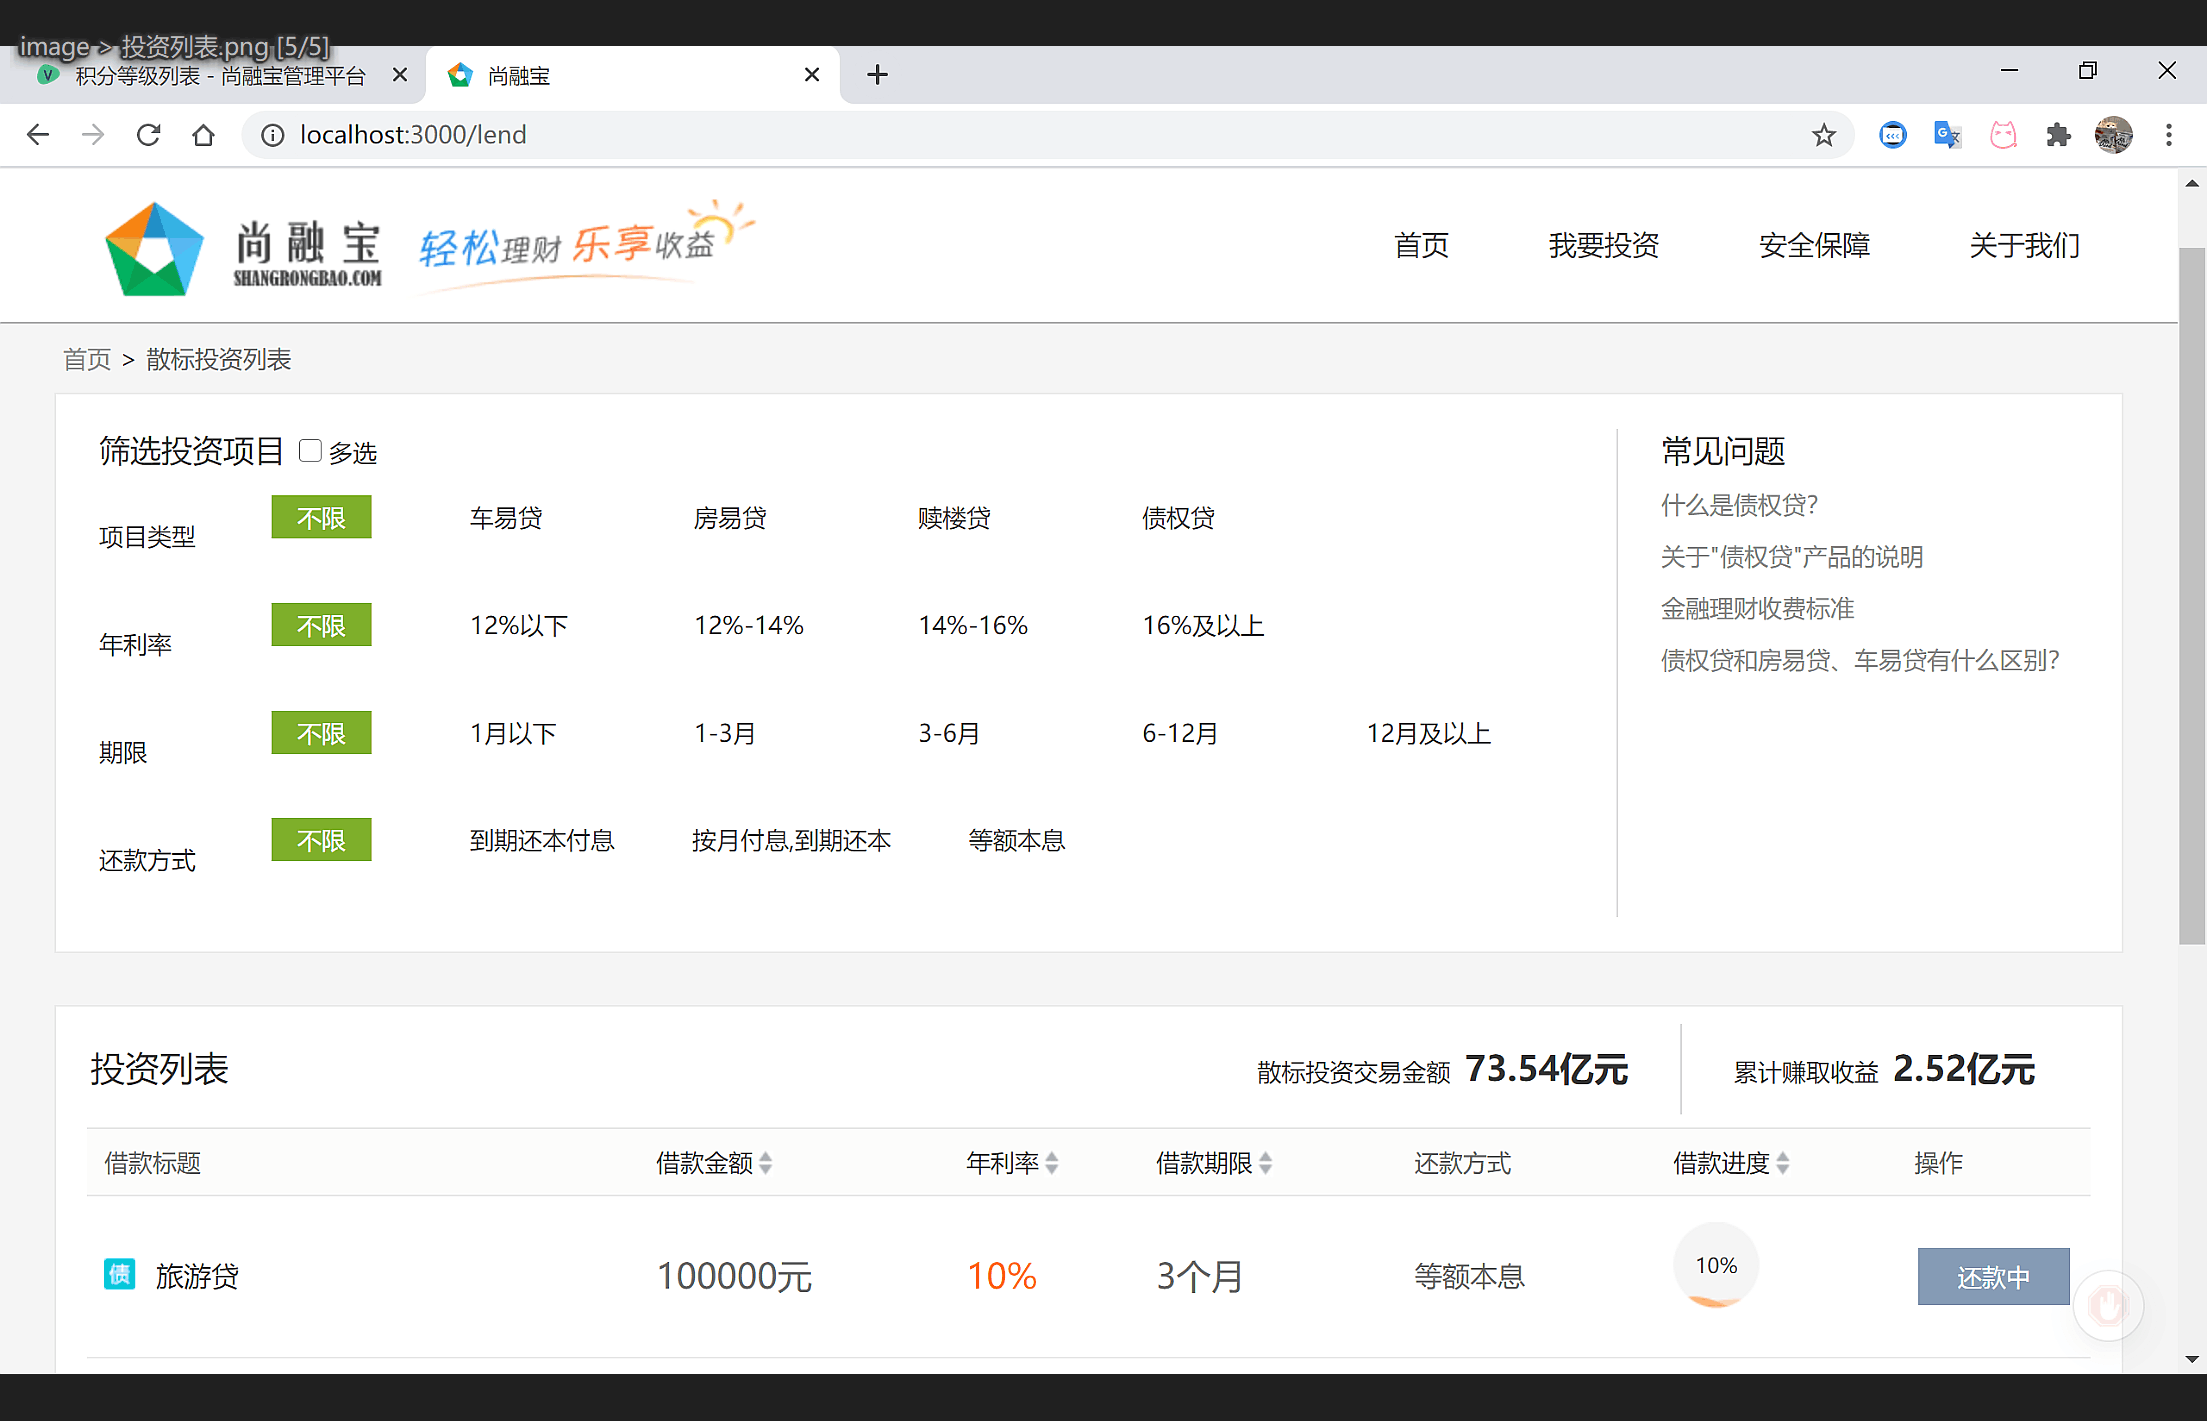 image > 投资列表.png [5/5]
积分等级列表 - 尚融宝管理平台
尚融宝
localhost:3000/lend
尚融宝
SHANGRONGBAO.COM
轻松理财 乐享收益
首页 我要投资 安全保障 关于我们
首页 > 散标投资列表
筛选投资项目 多选
项目类型 不限 车易贷 房易贷 赎楼贷 债权贷
年利率 不限 12%以下 12%-14% 14%-16% 16%及以上
期限 不限 1月以下 1-3月 3-6月 6-12月 12月及以上
还款方式 不限 到期还本付息 按月付息,到期还本 等额本息
常见问题
什么是债权贷?
关于"债权贷"产品的说明
金融理财收费标准
债权贷和房易贷、车易贷有什么区别?
投资列表 散标投资交易金额 73.54亿元 累计赚取收益 2.52亿元
借款标题 借款金额 年利率 借款期限 还款方式 借款进度 操作
债 旅游贷 100000元 10% 3个月 等额本息 10% 还款中